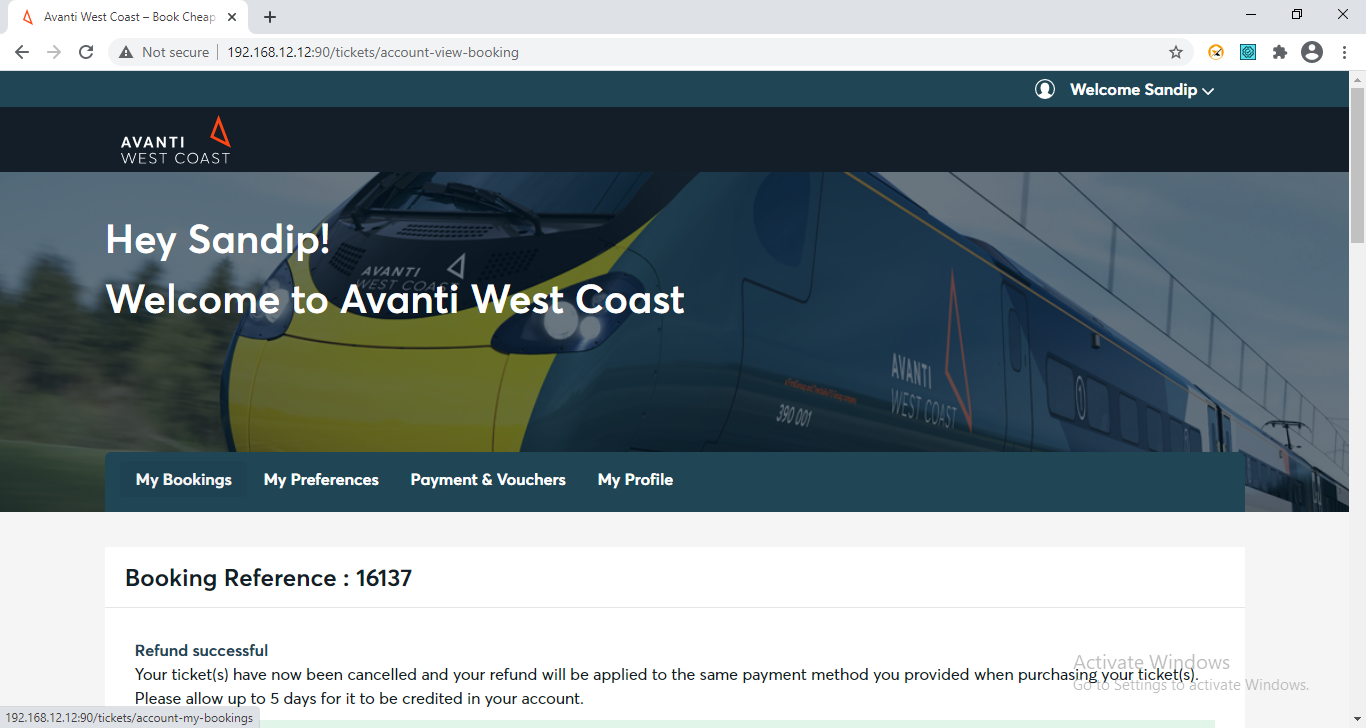 Avanti West Coast – Book Cheap
Not secure
192.168.12.12:90/tickets/account-view-booking
Welcome Sandip
AVANTI
WEST COAST
Hey Sandip!
AVANTI
WEST COAST
Welcome to Avanti West Coast
AVANTI
WEST COAST
390 001
My Bookings My Preferences Payment & Vouchers My Profile
Booking Reference : 16137
Refund successful
Your ticket(s) have now been cancelled and your refund will be applied to the same payment method you provided when purchasing your ticket(s).
Please allow up to 5 days for it to be credited in your account.
Activate Windows
Go to Settings to activate Windows.
192.168.12.12:90/tickets/account-my-bookings